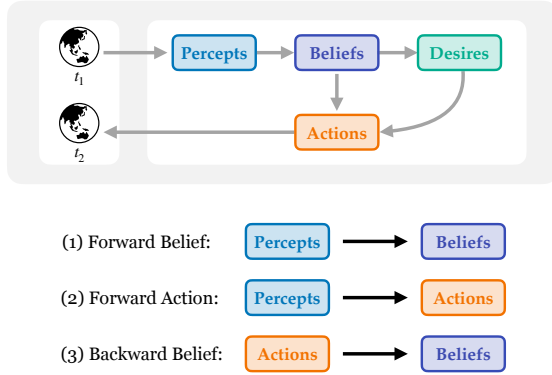 t1
Percepts
Beliefs
Desires
t2
Actions
(1) Forward Belief: Percepts Beliefs
(2) Forward Action: Percepts Actions
(3) Backward Belief: Actions Beliefs